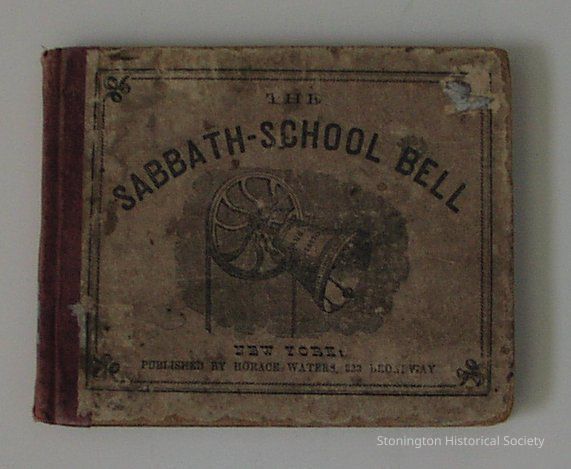 THE
SABBATH-SCHOOL BELL
NEW YORK:
PUBLISHED BY HORACE WATERS, 333 BROADWAY
Stonington Historical Society